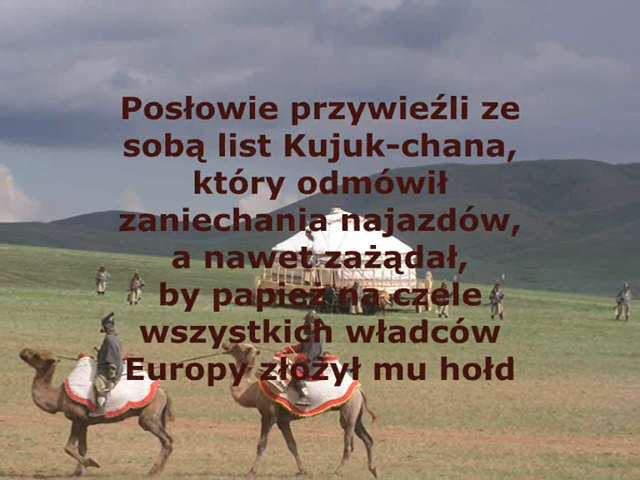 Posłowie przywieźli ze
sobą list Kujuk-chana,
który odmówił
zaniechania najazdów,
a nawet zażądał,
by papież na czele
wszystkich władców
Europy złożył mu hołd